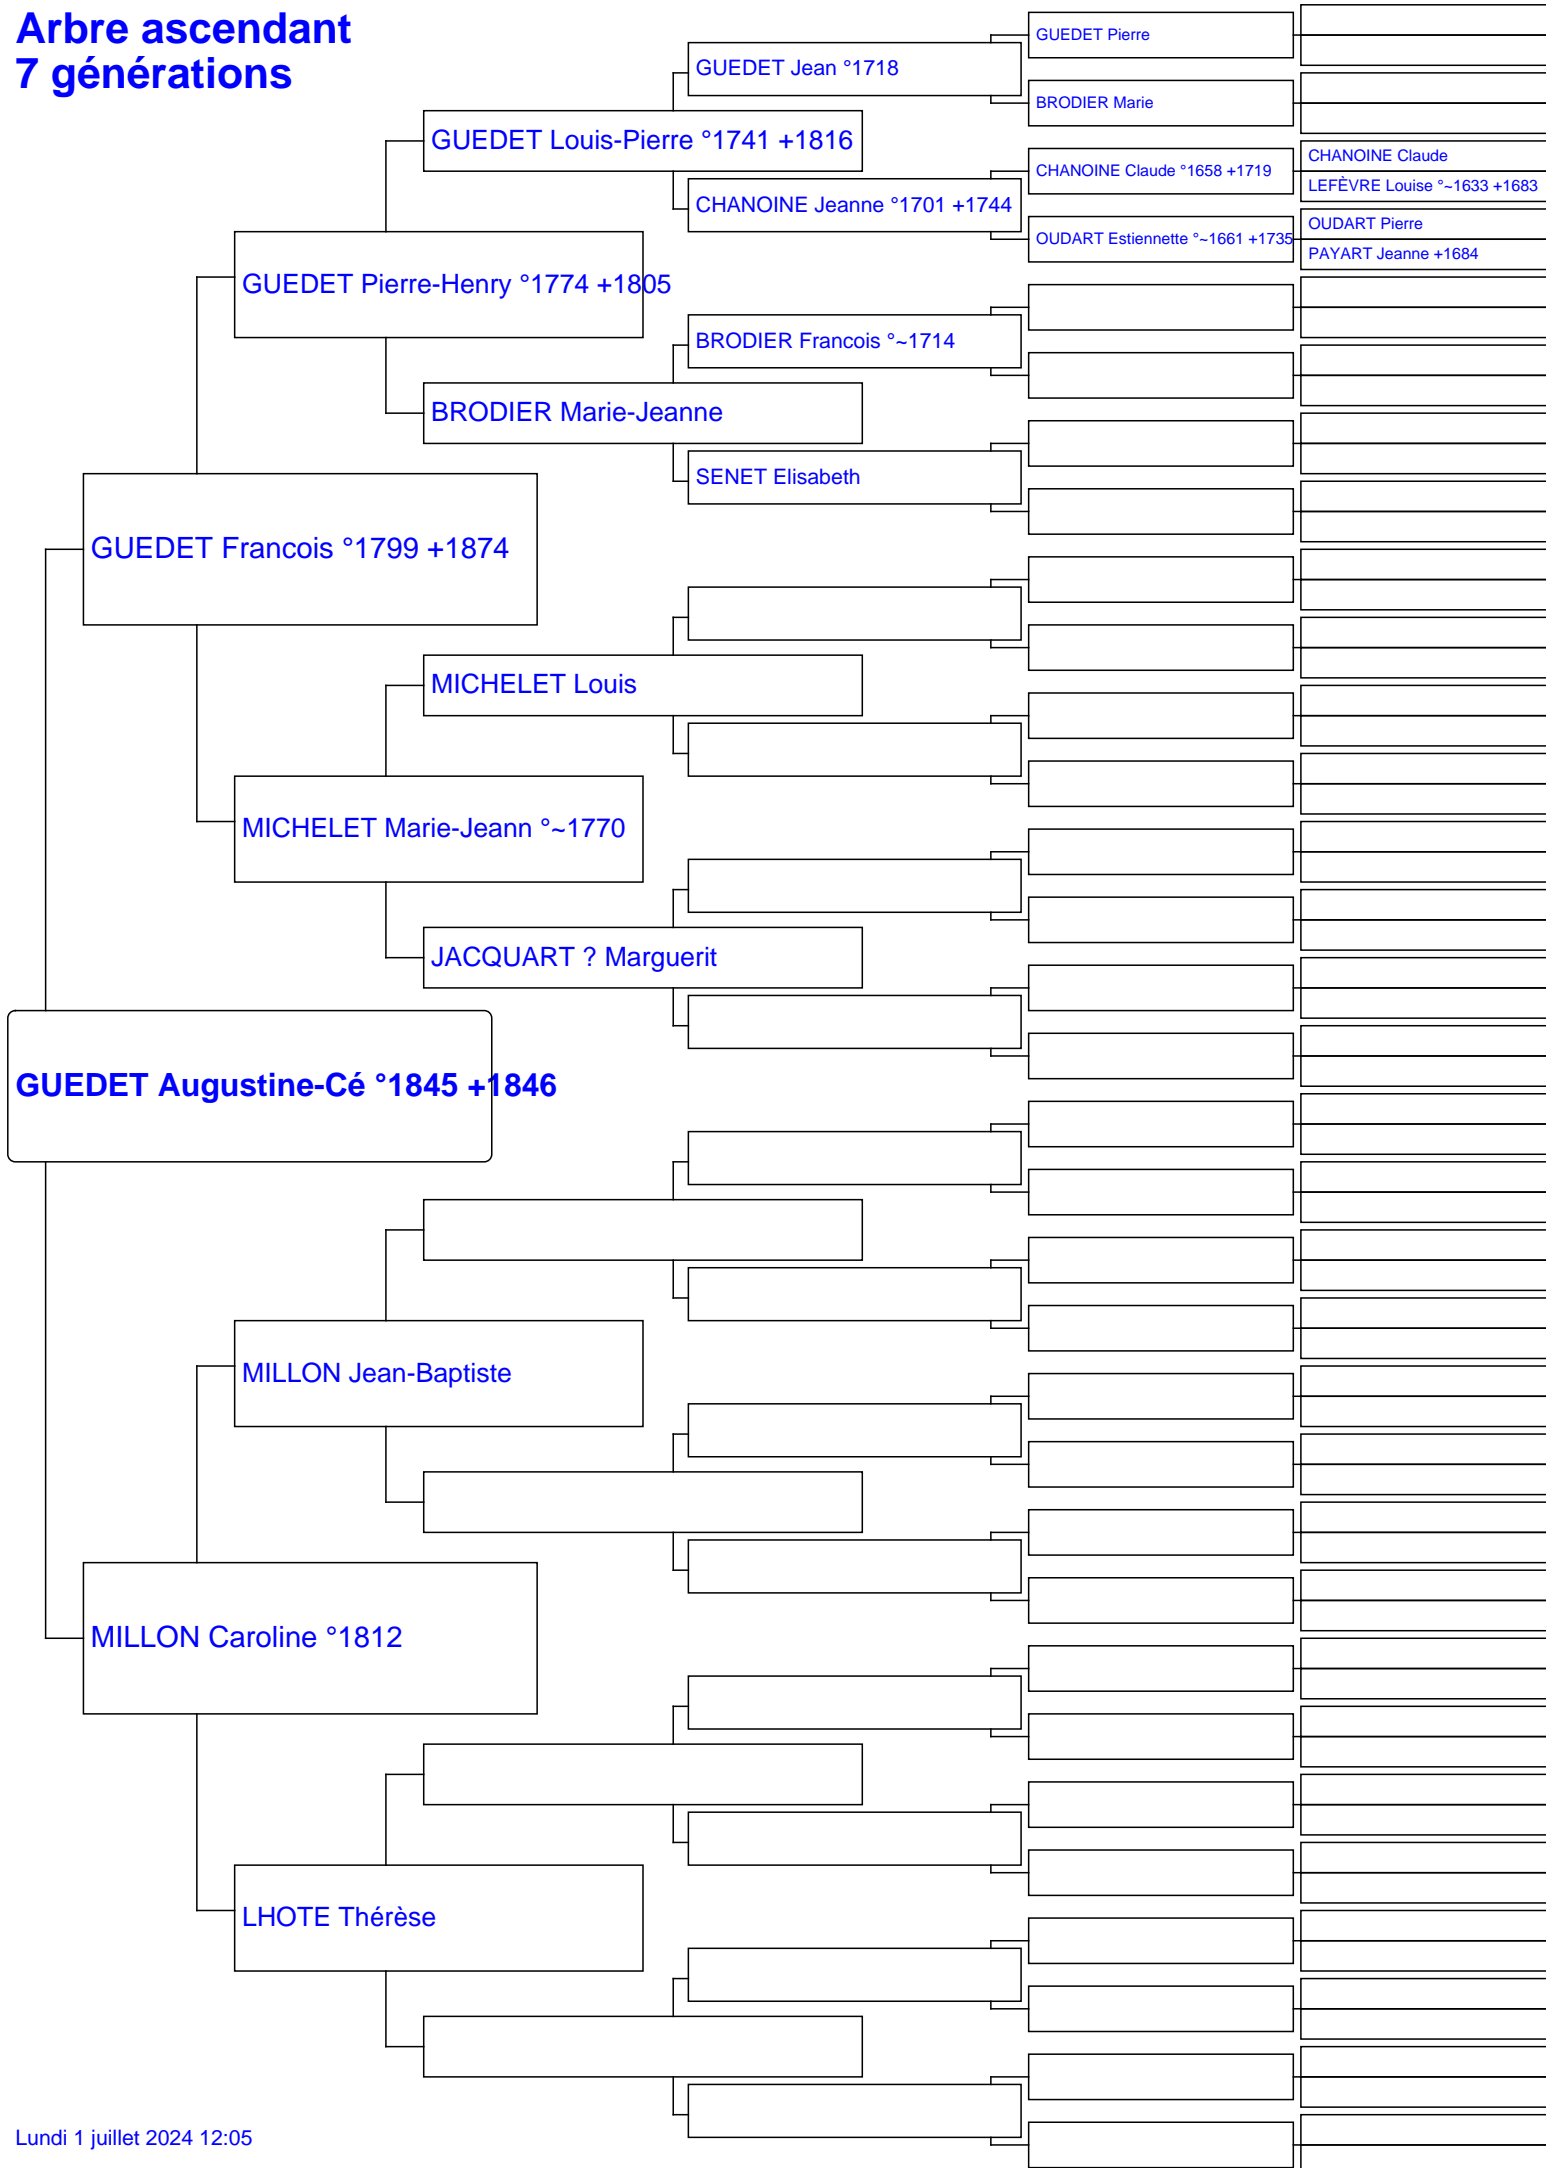 Arbre ascendant
7 générations
GUEDET Pierre
GUEDET Jean °1718
BRODIER Marie
GUEDET Louis-Pierre °1741 +1816
CHANOINE Claude
CHANOINE Claude °1658 +1719
LEFÈVRE Louise °~1633 +1683
CHANOINE Jeanne °1701 +1744
OUDART Pierre
OUDART Estiennette °~1661 +1735
PAYART Jeanne +1684
GUEDET Pierre-Henry °1774 +1805
BRODIER Francois °~1714
BRODIER Marie-Jeanne
SENET Elisabeth
GUEDET Francois °1799 +1874
MICHELET Louis
MICHELET Marie-Jeann °~1770
JACQUART ? Marguerit
GUEDET Augustine-Cé °1845 +1846
MILLON Jean-Baptiste
MILLON Caroline °1812
LHOTE Thérèse
Lundi 1 juillet 2024 12:05